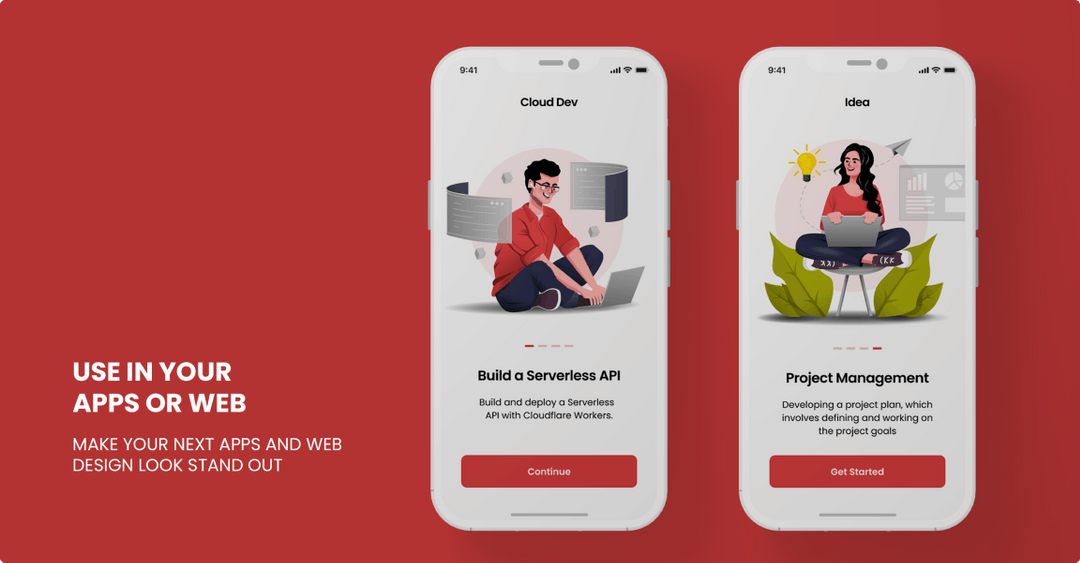 USE IN YOUR
APPS OR WEB
MAKE YOUR NEXT APPS AND WEB
DESIGN LOOK STAND OUT
9:41
Cloud Dev
Build a Serverless API
Build and deploy a Serverless
API with Cloudflare Workers.
Continue
9:41
Idea
Project Management
Developing a project plan, which
involves defining and working on
the project goals
Get Started